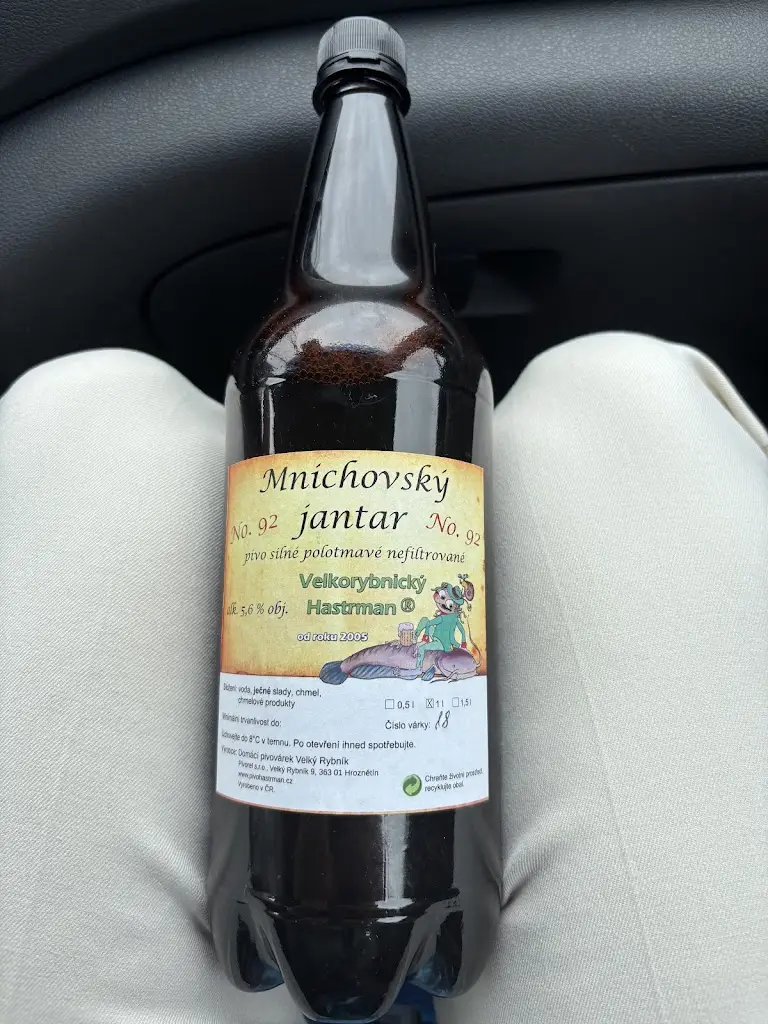 Mnichovský
No. 92 jantar No. 92
pivo silné polotmavé nefiltrované
Velkorybnický
alk. 5,6 % obj. Hastrman ®
od roku 2005
Složení: voda, ječné slady, chmel,
chmelové produkty
☐ 0,5 l ☒ 1 l ☐ 1,5 l
Minimální trvanlivost do:
Číslo várky: 18
Uchovejte do 8°C v temnu. Po otevření ihned spotřebujte.
Výrobce: Domácí pivovárek Velký Rybník
Pivorel s.r.o., Velký Rybník 9, 363 01 Hroznětín
www.pivohastrman.cz
Vyrobeno v ČR.
Chraňte životní prostředí,
recyklujte obal.